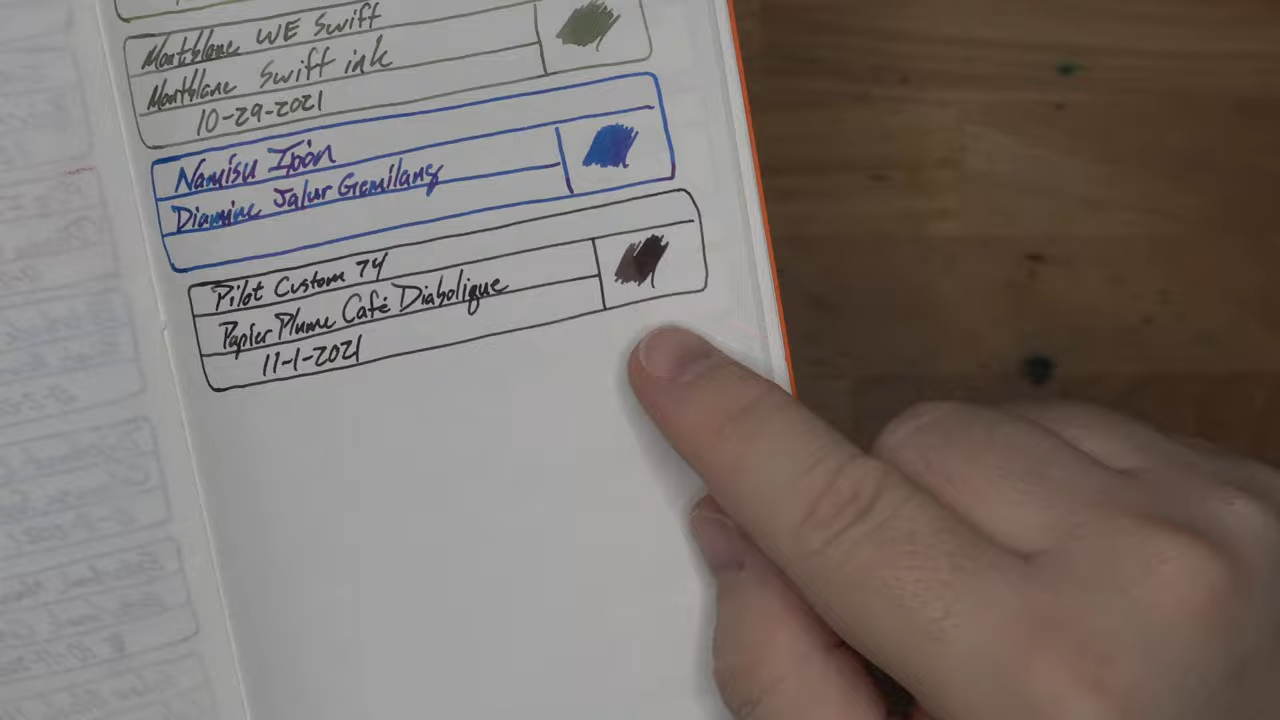 Montblanc WE Swift
Montblanc Swift ink
10-29-2021
Namisu Ixion
Diamine Jalur Gemilang
Pilot Custom 74
Papier Plume Café Diabolique
11-1-2021